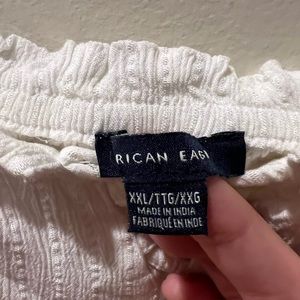 RICAN EAG
XXL/TTG/XXG
MADE IN INDIA
FABRIQUÉ EN INDE